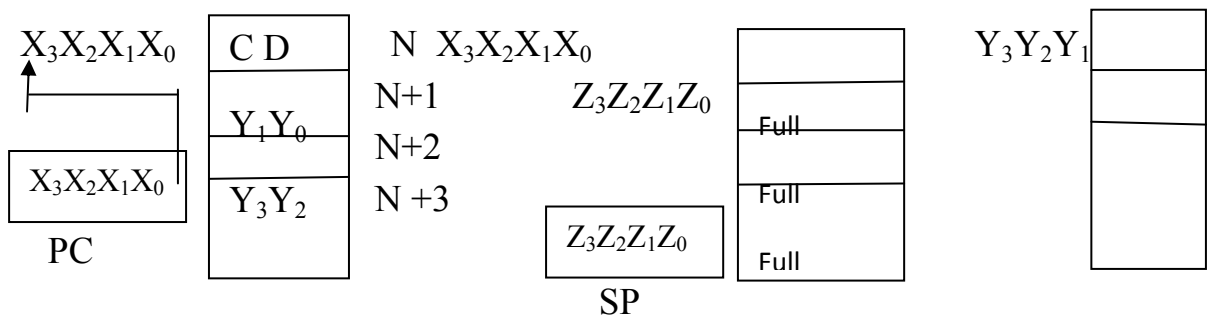 X₃X₂X₁X₀ C D N X₃X₂X₁X₀ Y₃Y₂Y₁
N+1 Z₃Z₂Z₁Z₀
Y₁Y₀ Full
N+2
X₃X₂X₁X₀ Y₃Y₂ N +3 Full
Z₃Z₂Z₁Z₀
PC Full
SP